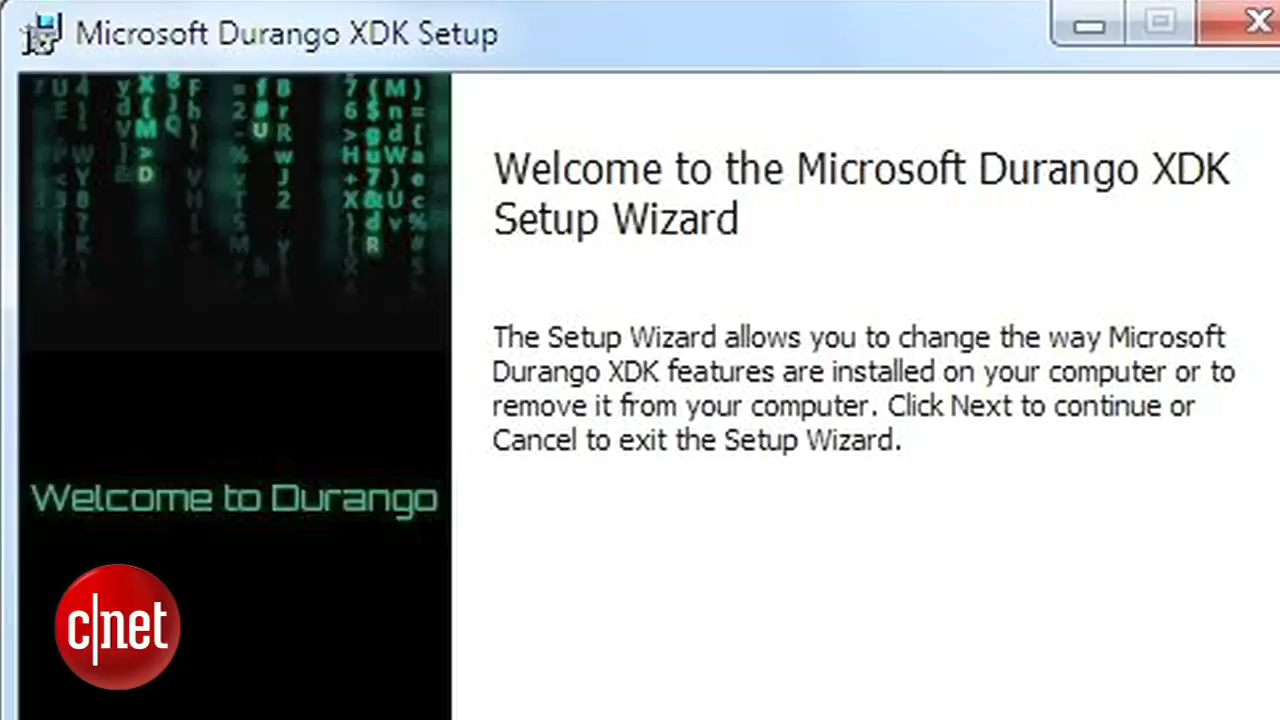 Microsoft Durango XDK Setup
Welcome to the Microsoft Durango XDK
Setup Wizard
The Setup Wizard allows you to change the way Microsoft
Durango XDK features are installed on your computer or to
remove it from your computer. Click Next to continue or
Cancel to exit the Setup Wizard.
Welcome to Durango
c|net